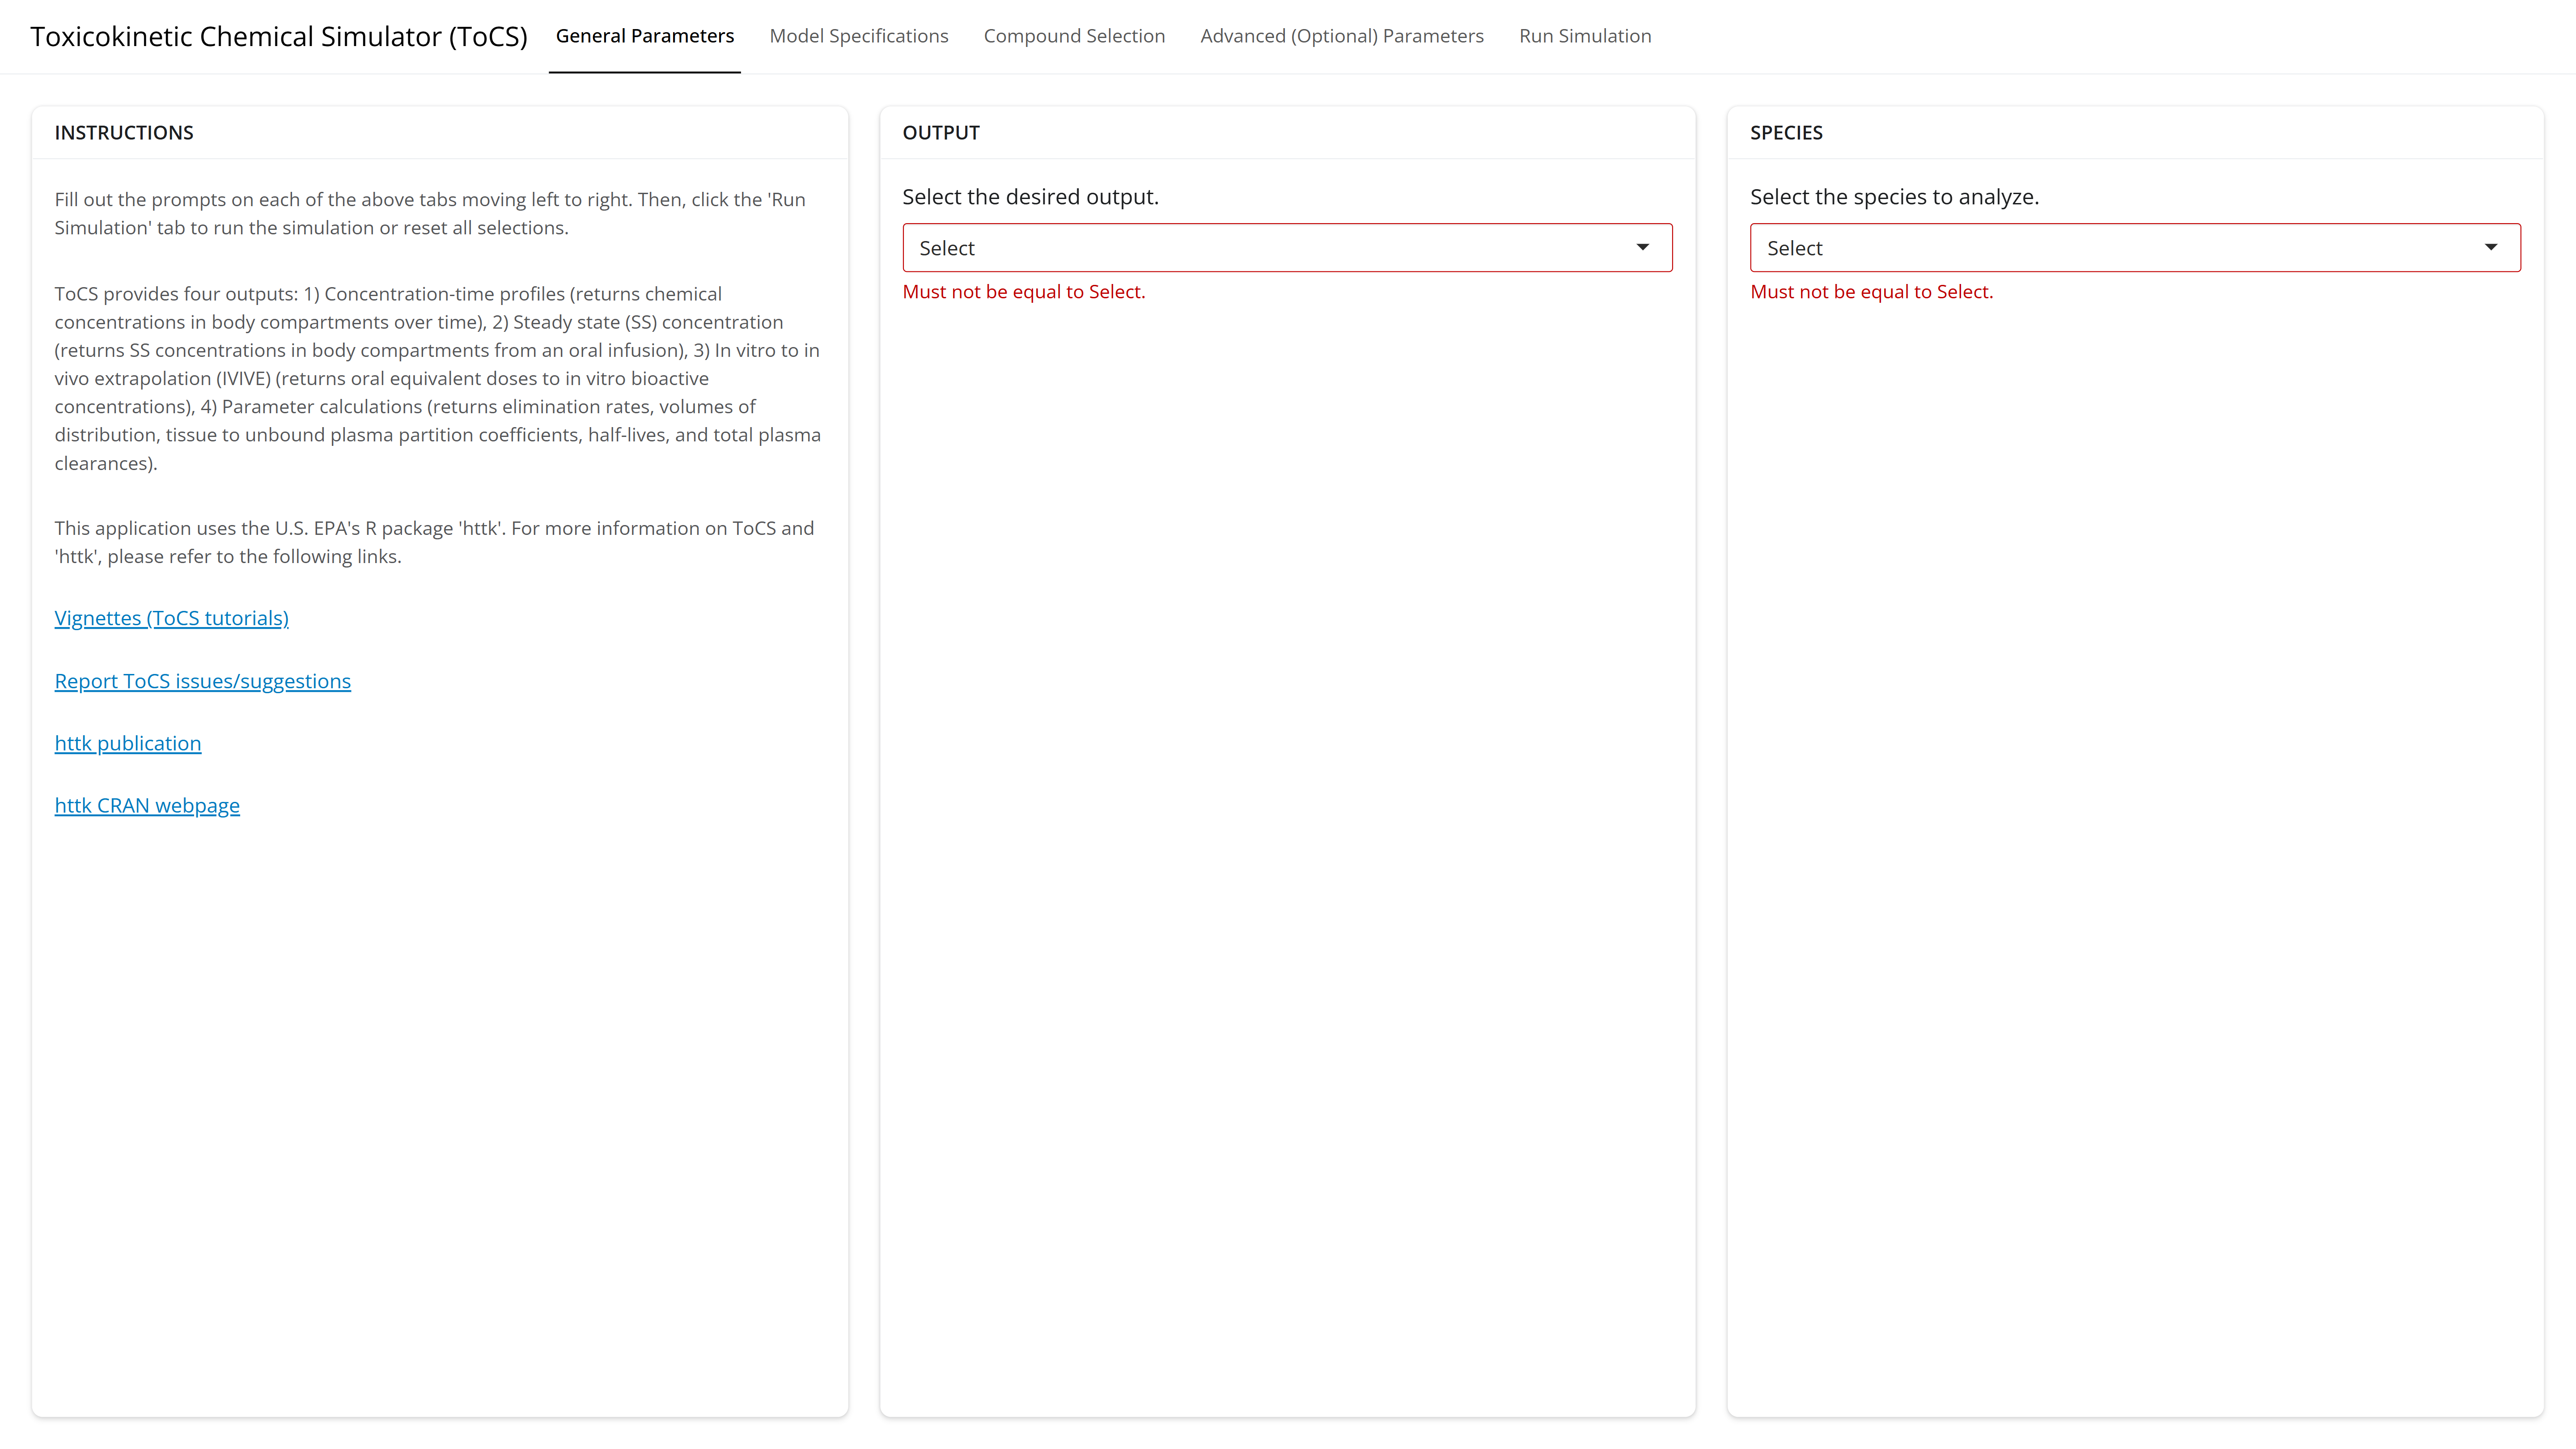 Toxicokinetic Chemical Simulator (ToCS)
General Parameters
Model Specifications
Compound Selection
Advanced (Optional) Parameters
Run Simulation
INSTRUCTIONS
Fill out the prompts on each of the above tabs moving left to right. Then, click the 'Run
Simulation' tab to run the simulation or reset all selections.
ToCS provides four outputs: 1) Concentration-time profiles (returns chemical
concentrations in body compartments over time), 2) Steady state (SS) concentration
(returns SS concentrations in body compartments from an oral infusion), 3) In vitro to in
vivo extrapolation (IVIVE) (returns oral equivalent doses to in vitro bioactive
concentrations), 4) Parameter calculations (returns elimination rates, volumes of
distribution, tissue to unbound plasma partition coefficients, half-lives, and total plasma
clearances).
This application uses the U.S. EPA's R package 'httk'. For more information on ToCS and
'httk', please refer to the following links.
Vignettes (ToCS tutorials)
Report ToCS issues/suggestions
httk publication
httk CRAN webpage
OUTPUT
Select the desired output.
Select
Must not be equal to Select.
SPECIES
Select the species to analyze.
Select
Must not be equal to Select.